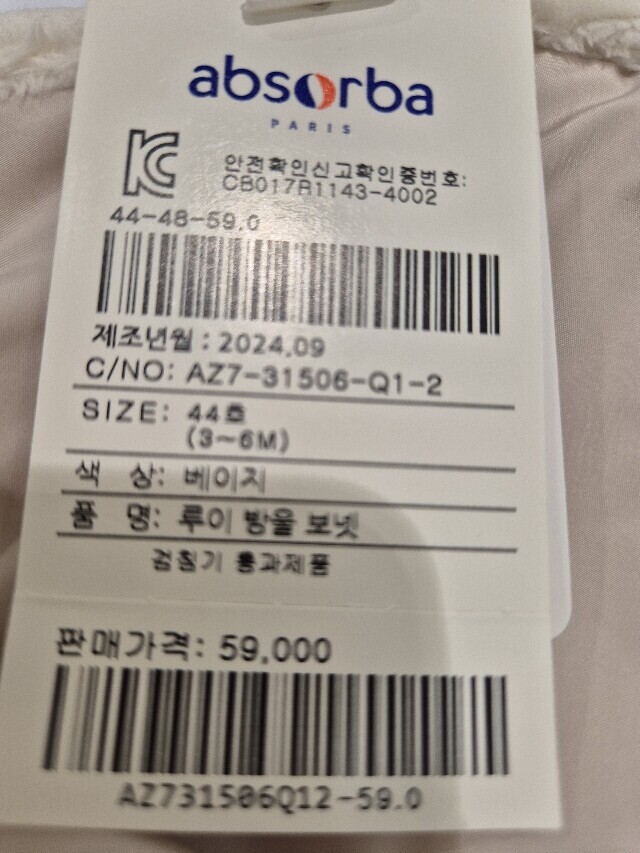 absorba
PARIS
안전확인신고확인증번호:
CB017R1143-4002
44-48-59.0
제조년월 : 2024.09
C/NO: AZ7-31506-Q1-2
SIZE: 44호
(3~6M)
색 상: 베이지
품 명: 루이 방울 보넷
검침기 통과제품
판매가격: 59,000
AZ731506Q12-59.0